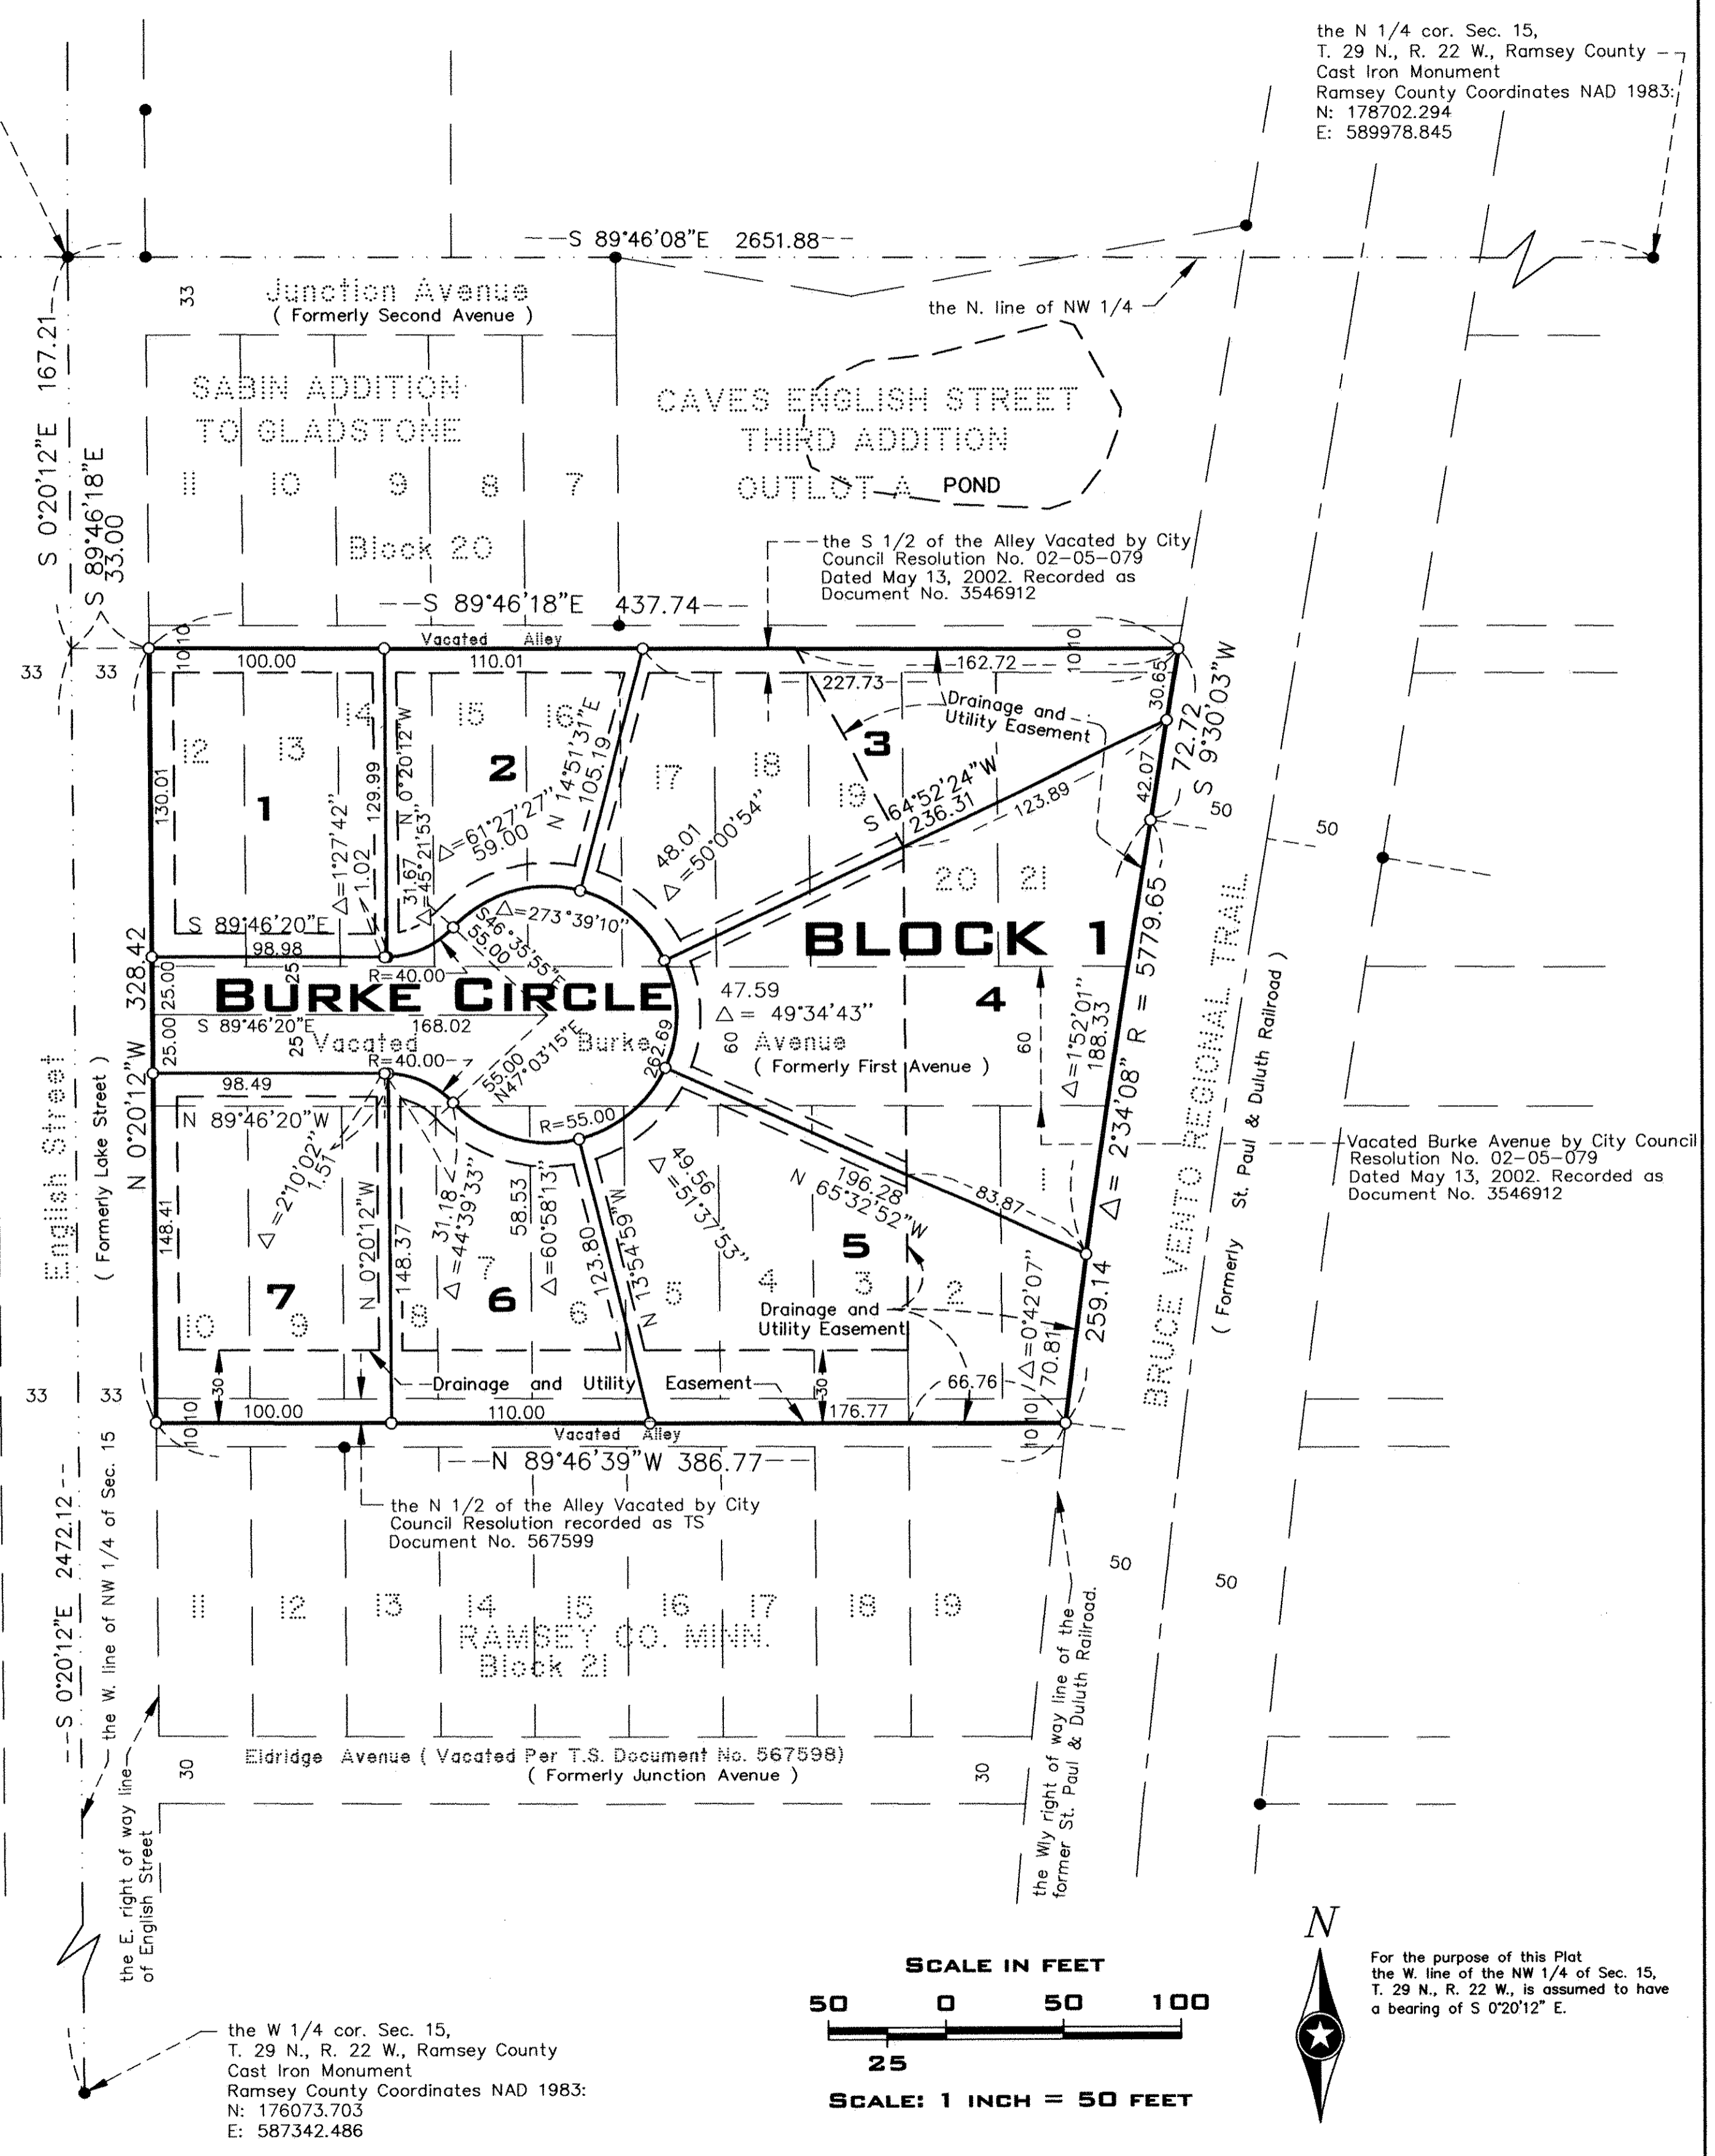 the N 1/4 cor. Sec. 15,
T. 29 N., R. 22 W., Ramsey County
Cast Iron Monument
Ramsey County Coordinates NAD 1983:
N: 178702.294
E: 589978.845
S 89°46'08"E 2651.88
33
Junction Avenue
( Formerly Second Avenue )
the N. line of NW 1/4
S 0°20'12"E 167.21
S 89°46'18"E
33.00
SABIN ADDITION
TO GLADSTONE
11 10 9 8 7
Block 20
CAVES ENGLISH STREET
THIRD ADDITION
OUTLOT A
POND
the S 1/2 of the Alley Vacated by City
Council Resolution No. 02-05-079
Dated May 13, 2002. Recorded as
Document No. 3546912
S 89°46'18"E 437.74
Vacated Alley
33 33
10 10
100.00
110.01
10 10
162.72
227.73
30.65
72.72
S 9°30'03"W
42.07
50
50
Drainage and
Utility Easement
12 13 14 15 16 17 18 19 20 21
1
2
3
130.01
129.99
N 0°20'12"W
Δ=1°27'42"
1.02
31.67
Δ=45°21'53"
Δ=61°27'27"
59.00
N 14°51'31"E
105.19
48.01
Δ=50°00'54"
S 64°52'24"W
236.31
123.89
S 89°46'20"E
98.98
25
R=40.00
Δ=273°39'10"
S46°35'55"E
55.00
BLOCK 1
BURKE CIRCLE
4
47.59
Δ= 49°34'43"
25.00
25.00
S 89°46'20"E 168.02
25
Vacated Burke Avenue
( Formerly First Avenue )
60
60
R=40.00
55.00
N47°03'15"E
262.69
R=55.00
98.49
N 89°46'20"W
N 0°20'12"W 328.42
English Street
( Formerly Lake Street )
Δ=1°52'01"
188.33
Δ= 2°34'08" R = 5779.65
259.14
BRUCE VENTO REGIONAL TRAIL
( Formerly St. Paul & Duluth Railroad )
Vacated Burke Avenue by City Council
Resolution No. 02-05-079
Dated May 13, 2002. Recorded as
Document No. 3546912
148.41
Δ=2°10'02"
1.51
N 0°20'12"W
148.37
31.18
Δ=44°39'33"
58.53
Δ=60°58'13"
123.80
N 13°54'59"W
49.56
Δ=51°37'53"
196.28
N 65°32'52"W
83.87
Δ=0°42'07"
70.81
7
6
5
10 9 8 7 6 5 4 3 2
Drainage and
Utility Easement
30
Drainage and Utility Easement
30
66.76
33 33
10 10
100.00
110.00
176.77
10 10
Vacated Alley
N 89°46'39"W 386.77
the N 1/2 of the Alley Vacated by City
Council Resolution recorded as TS
Document No. 567599
S 0°20'12"E 2472.12
the W. line of NW 1/4 of Sec. 15
11 12 13 14 15 16 17 18 19
RAMSEY CO. MINN.
Block 21
50
50
Eldridge Avenue ( Vacated Per T.S. Document No. 567598)
( Formerly Junction Avenue )
30
30
the E. right of way line
of English Street
the Wly right of way line of the
former St. Paul & Duluth Railroad.
SCALE IN FEET
50 0 50 100
25
SCALE: 1 INCH = 50 FEET
N
For the purpose of this Plat
the W. line of the NW 1/4 of Sec. 15,
T. 29 N., R. 22 W., is assumed to have
a bearing of S 0°20'12" E.
the W 1/4 cor. Sec. 15,
T. 29 N., R. 22 W., Ramsey County
Cast Iron Monument
Ramsey County Coordinates NAD 1983:
N: 176073.703
E: 587342.486